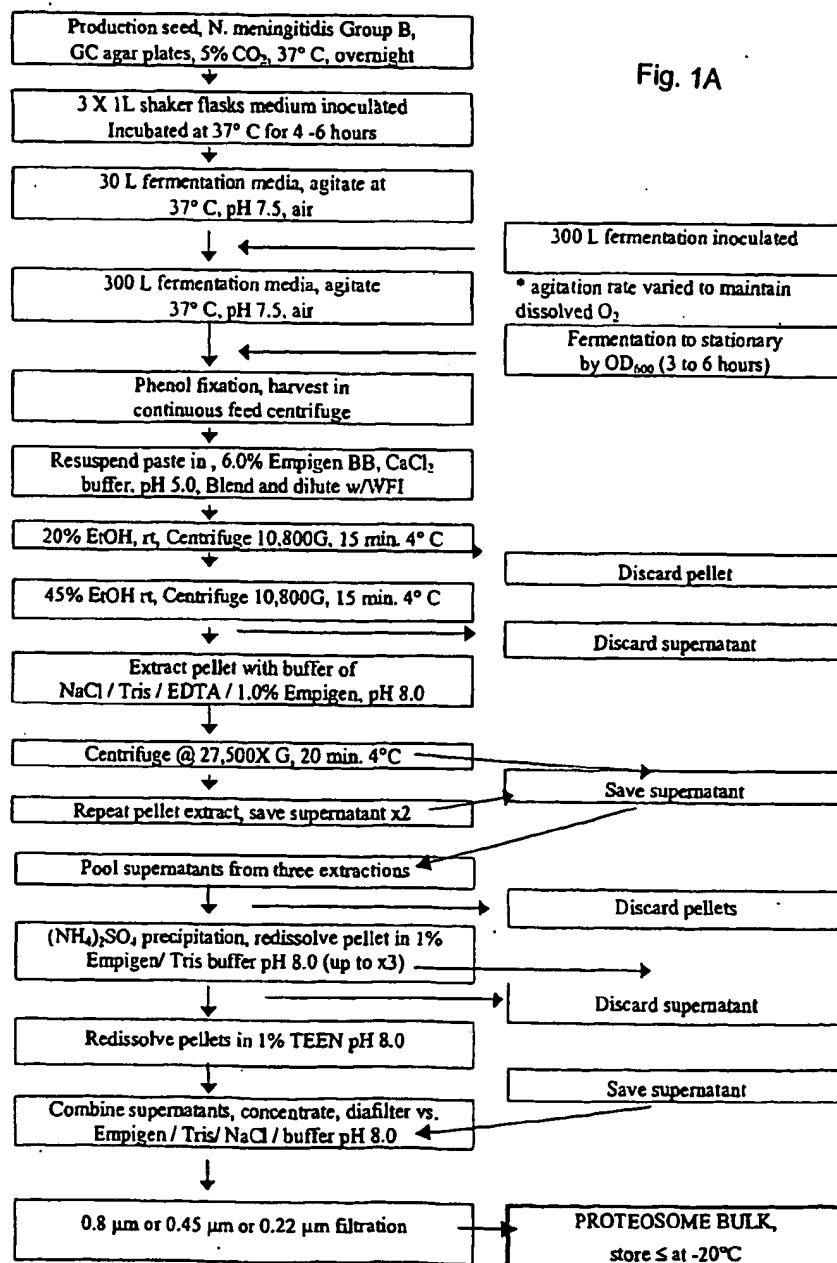 Production seed, N. meningitidis Group B,
GC agar plates, 5% CO₂, 37° C, overnight
Fig. 1A
3 X 1L shaker flasks medium inoculated
Incubated at 37° C for 4 -6 hours
30 L fermentation media, agitate at
37° C, pH 7.5, air
300 L fermentation inoculated
300 L fermentation media, agitate
37° C, pH 7.5, air
* agitation rate varied to maintain
dissolved O₂
Fermentation to stationary
by OD₆₀₀ (3 to 6 hours)
Phenol fixation, harvest in
continuous feed centrifuge
Resuspend paste in , 6.0% Empigen BB, CaCl₂
buffer. pH 5.0, Blend and dilute w/WFI
20% EtOH, rt, Centrifuge 10,800G, 15 min. 4° C
Discard pellet
45% EtOH rt, Centrifuge 10,800G, 15 min. 4° C
Discard supernatant
Extract pellet with buffer of
NaCl / Tris / EDTA / 1.0% Empigen, pH 8.0
Centrifuge @ 27,500X G, 20 min. 4°C
Save supernatant
Repeat pellet extract, save supernatant x2
Pool supernatants from three extractions
Discard pellets
(NH₄)₂SO₄ precipitation, redissolve pellet in 1%
Empigen/ Tris buffer pH 8.0 (up to x3)
Discard supernatant
Redissolve pellets in 1% TEEN pH 8.0
Save supernatant
Combine supernatants, concentrate, diafilter vs.
Empigen / Tris/ NaCl / buffer pH 8.0
0.8 µm or 0.45 µm or 0.22 µm filtration
PROTEOSOME BULK,
store ≤ at -20°C